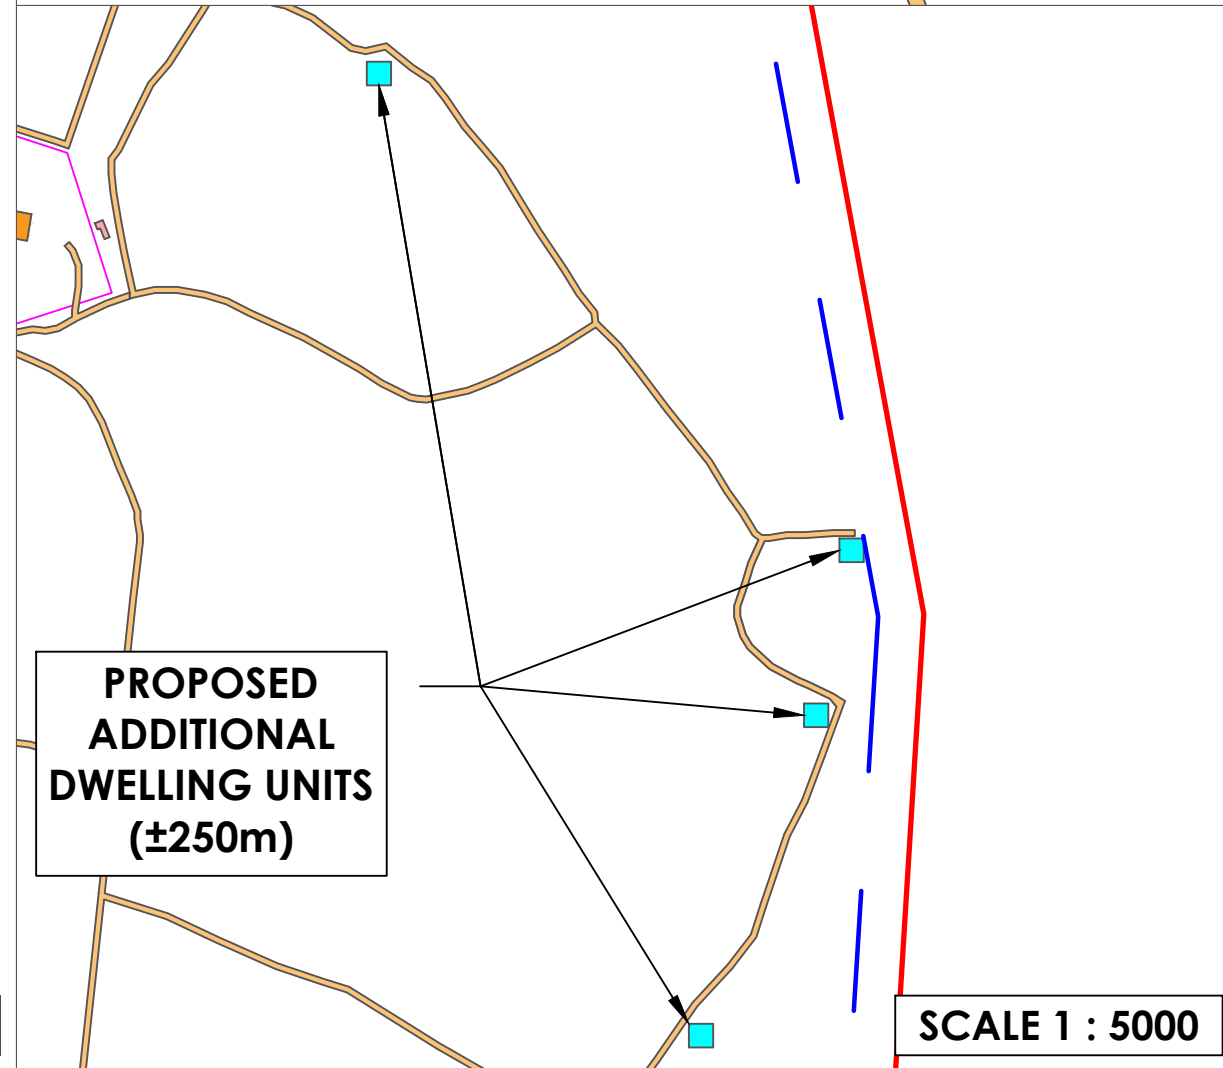 PROPOSED
ADDITIONAL
DWELLING UNITS
(±250m)
SCALE 1 : 5000